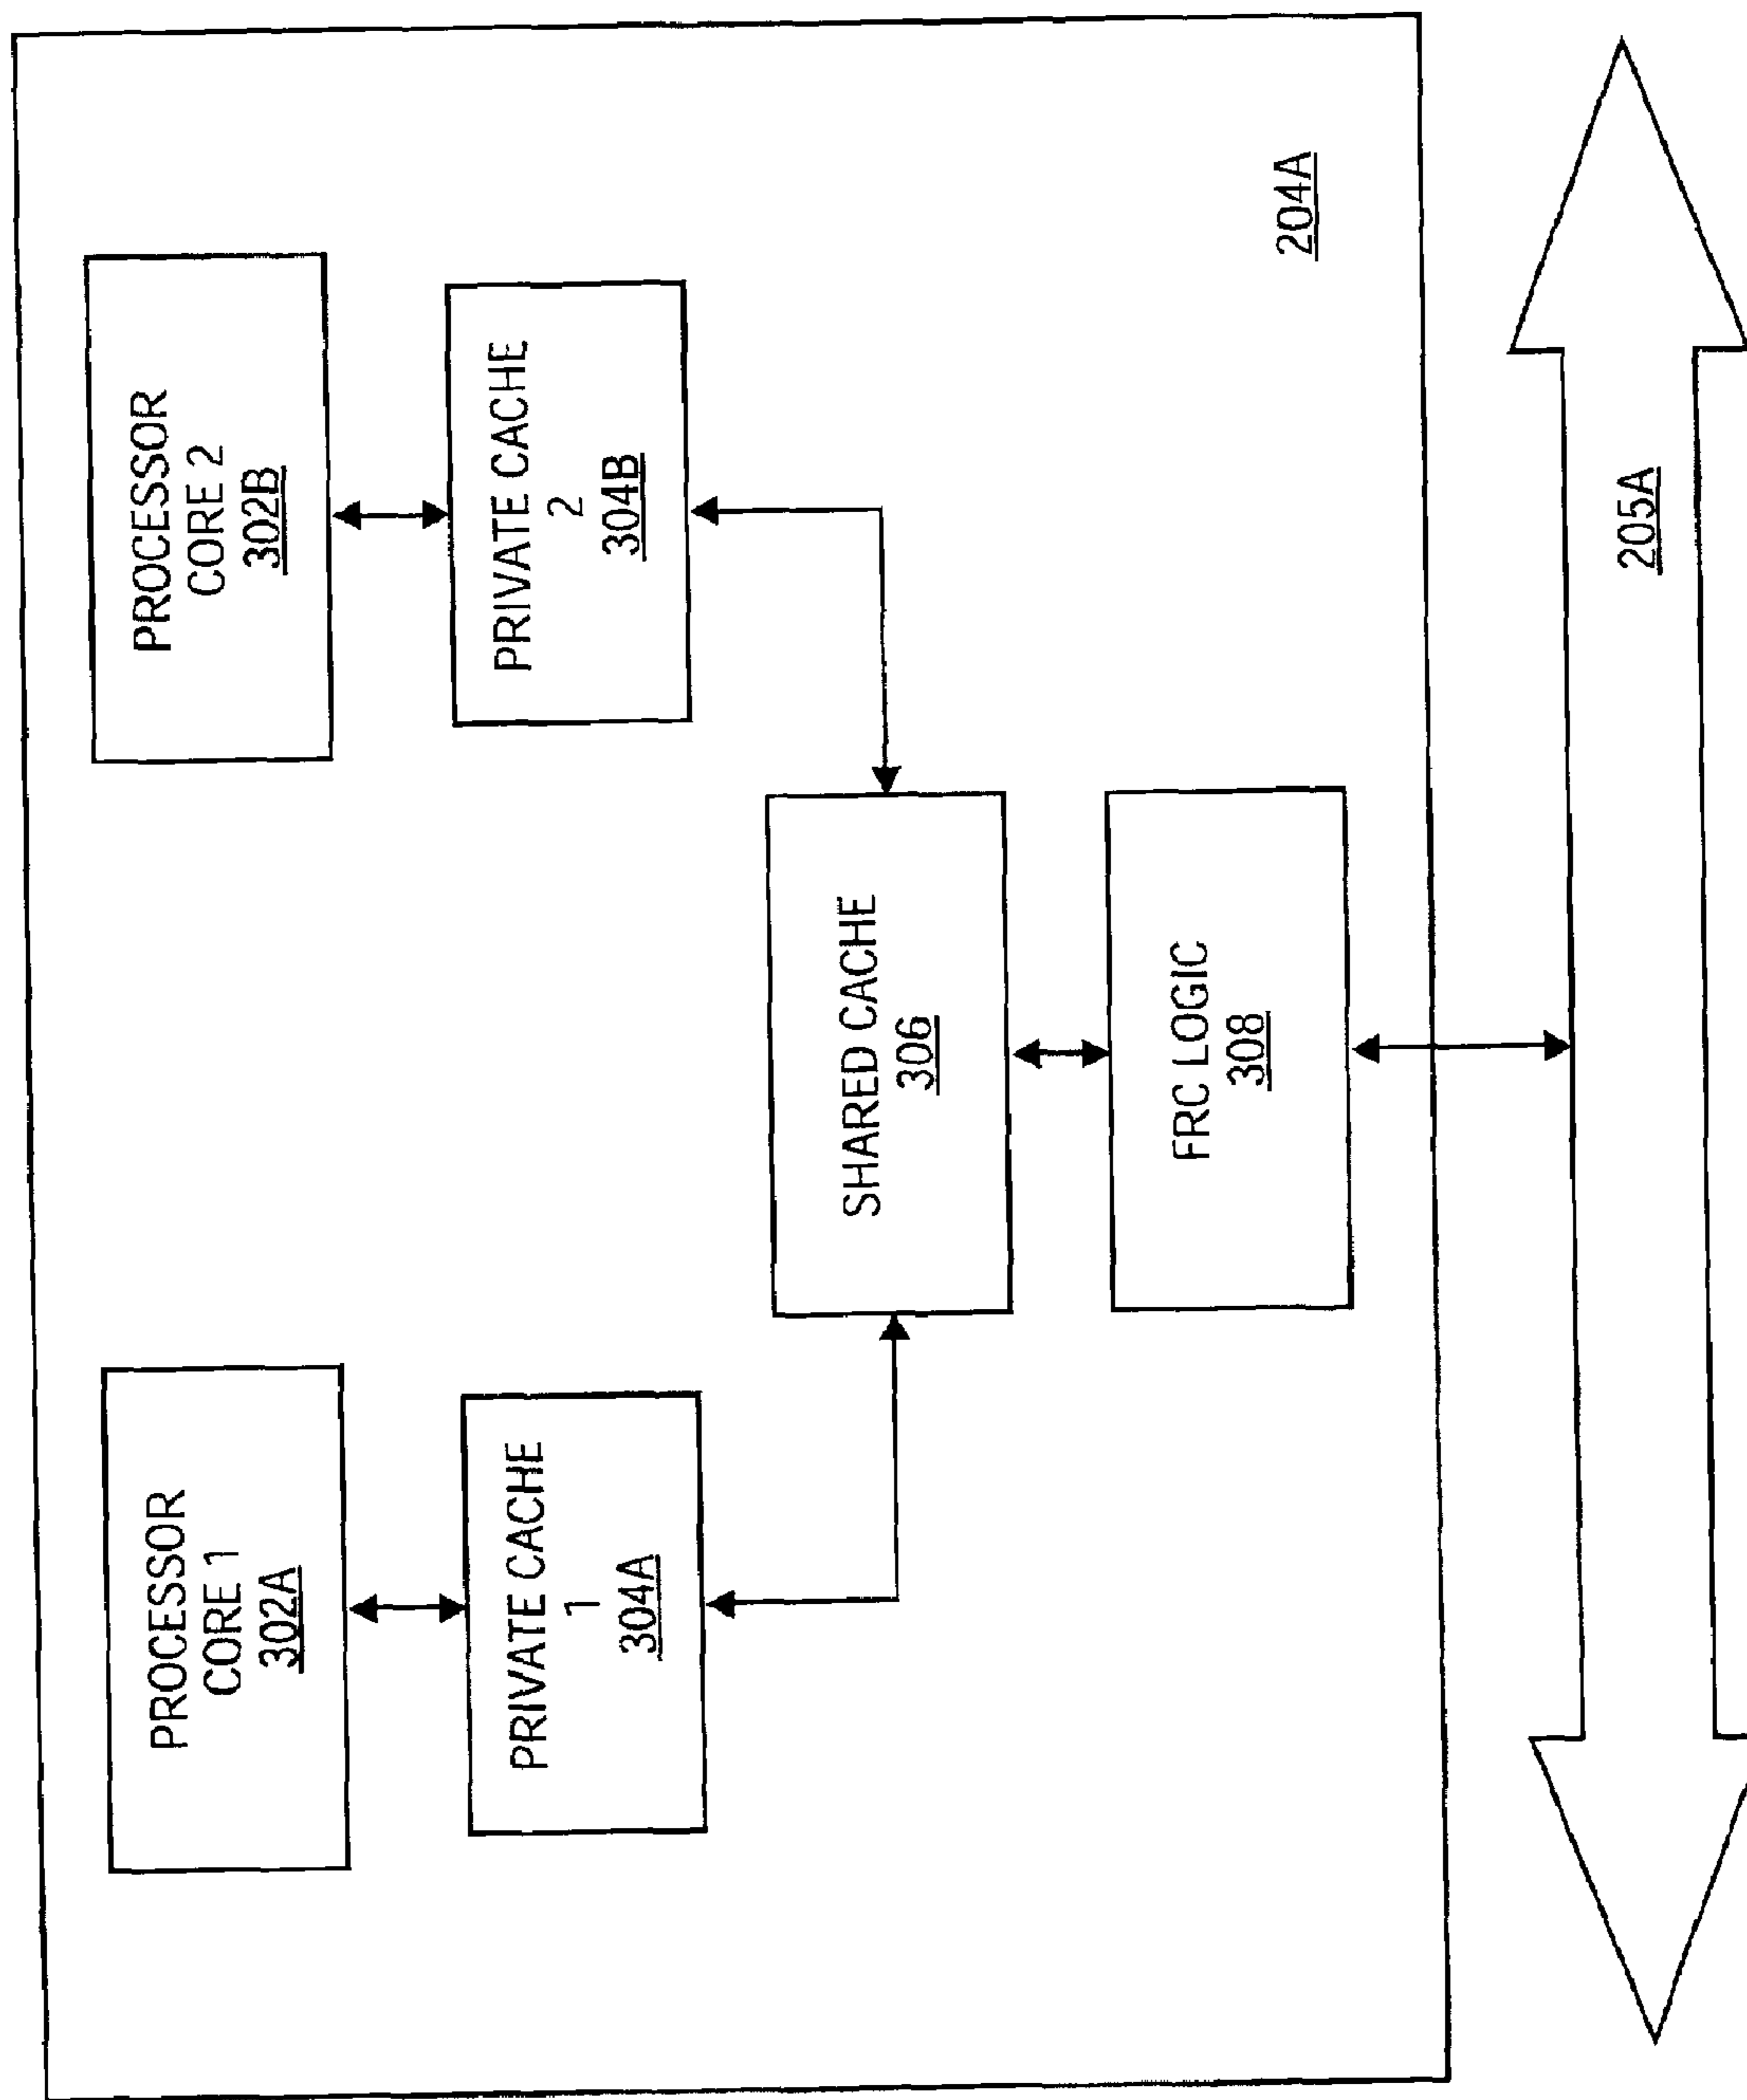 PROCESSOR
CORE 1
302A
PROCESSOR
CORE 2
302B
PRIVATE CACHE
1
304A
PRIVATE CACHE
2
304B
SHARED CACHE
306
FRC LOGIC
308
204A
205A